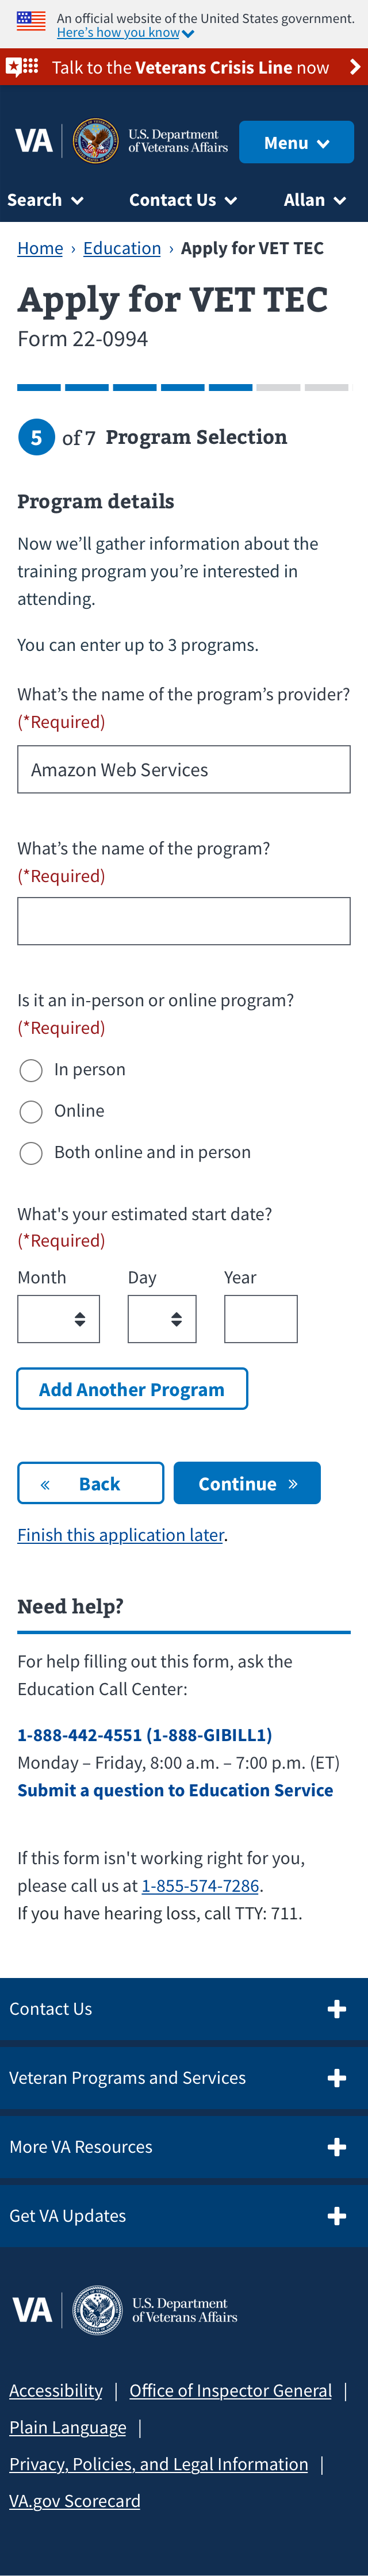 An official website of the United States government.
Here's how you know
Talk to the Veterans Crisis Line now
VA
U.S. Department
of Veterans Affairs
Menu
Search
Contact Us
Allan
Home › Education › Apply for VET TEC
Apply for VET TEC
Form 22-0994
5 of 7 Program Selection
Program details
Now we’ll gather information about the
training program you’re interested in
attending.
You can enter up to 3 programs.
What’s the name of the program’s provider?
(*Required)
Amazon Web Services
What’s the name of the program?
(*Required)
Is it an in-person or online program?
(*Required)
In person
Online
Both online and in person
What's your estimated start date?
(*Required)
Month Day Year
Add Another Program
« Back
Continue »
Finish this application later.
Need help?
For help filling out this form, ask the
Education Call Center:
1-888-442-4551 (1-888-GIBILL1)
Monday – Friday, 8:00 a.m. – 7:00 p.m. (ET)
Submit a question to Education Service
If this form isn't working right for you,
please call us at 1-855-574-7286.
If you have hearing loss, call TTY: 711.
Contact Us
Veteran Programs and Services
More VA Resources
Get VA Updates
VA
U.S. Department
of Veterans Affairs
Accessibility | Office of Inspector General |
Plain Language |
Privacy, Policies, and Legal Information |
VA.gov Scorecard